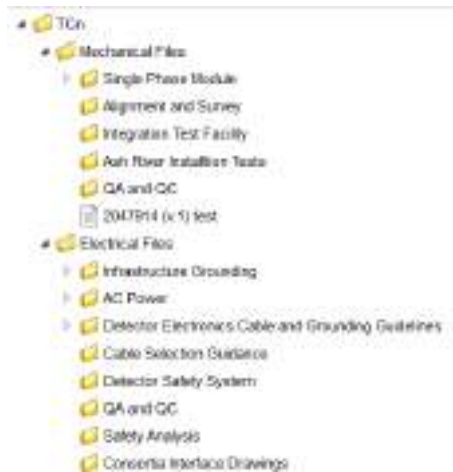 TCn
Mechanical Files
Single Phase Module
Alignment and Survey
Integration Test Facility
Ash River Installtion Tests
QA and QC
2047914 (v.1) test
Electrical Files
Infrastructure Grounding
AC Power
Detector Electronics Cable and Grounding Guidelines
Cable Selection Guidance
Detector Safety System
QA and QC
Safety Analysis
Consortia Interface Drawings